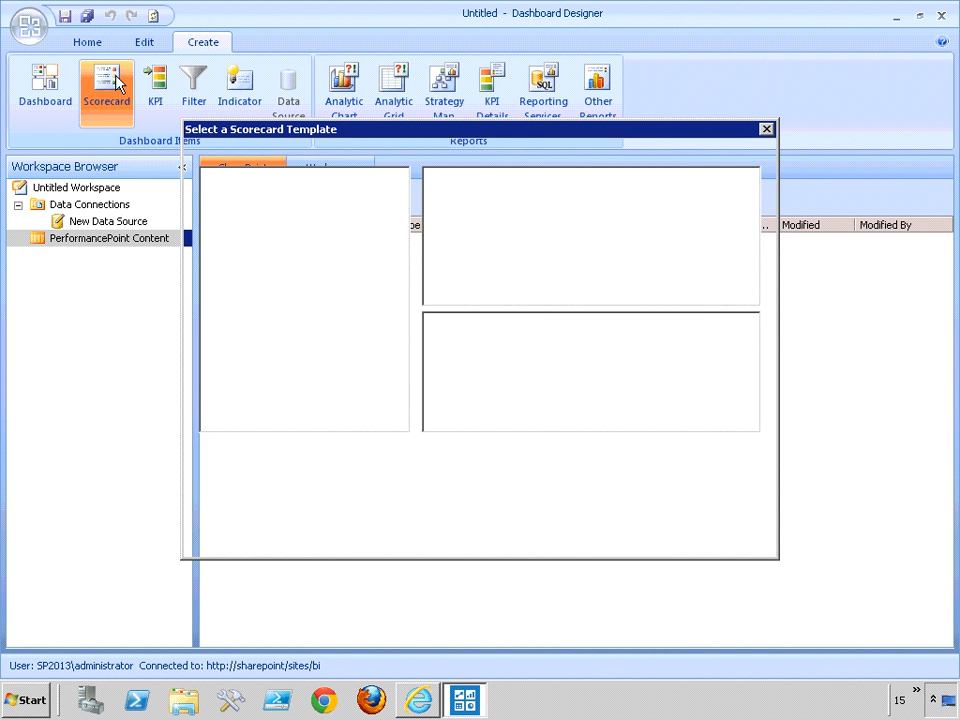 Untitled - Dashboard Designer
Home Edit Create
Dashboard Scorecard KPI Filter Indicator Data Source Analytic Chart Analytic Grid Strategy Map KPI Details Reporting Services Other Reports
Dashboard Items Reports
Select a Scorecard Template
Workspace Browser
Untitled Workspace
Data Connections
New Data Source
PerformancePoint Content
Modified Modified By
User: SP2013\administrator Connected to: http://sharepoint/sites/bi
Start 15